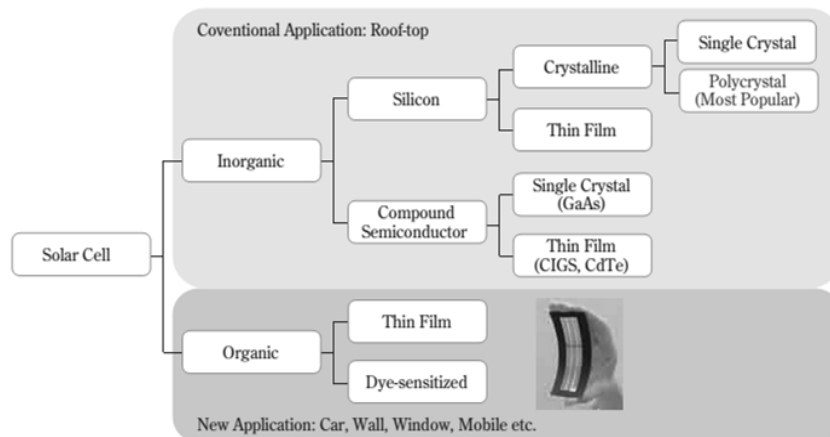 Coventional Application: Roof-top
Single Crystal
Crystalline
Polycrystal
(Most Popular)
Silicon
Thin Film
Inorganic
Single Crystal
(GaAs)
Compound
Semiconductor
Thin Film
(CIGS, CdTe)
Solar Cell
Thin Film
Organic
Dye-sensitized
New Application: Car, Wall, Window, Mobile etc.